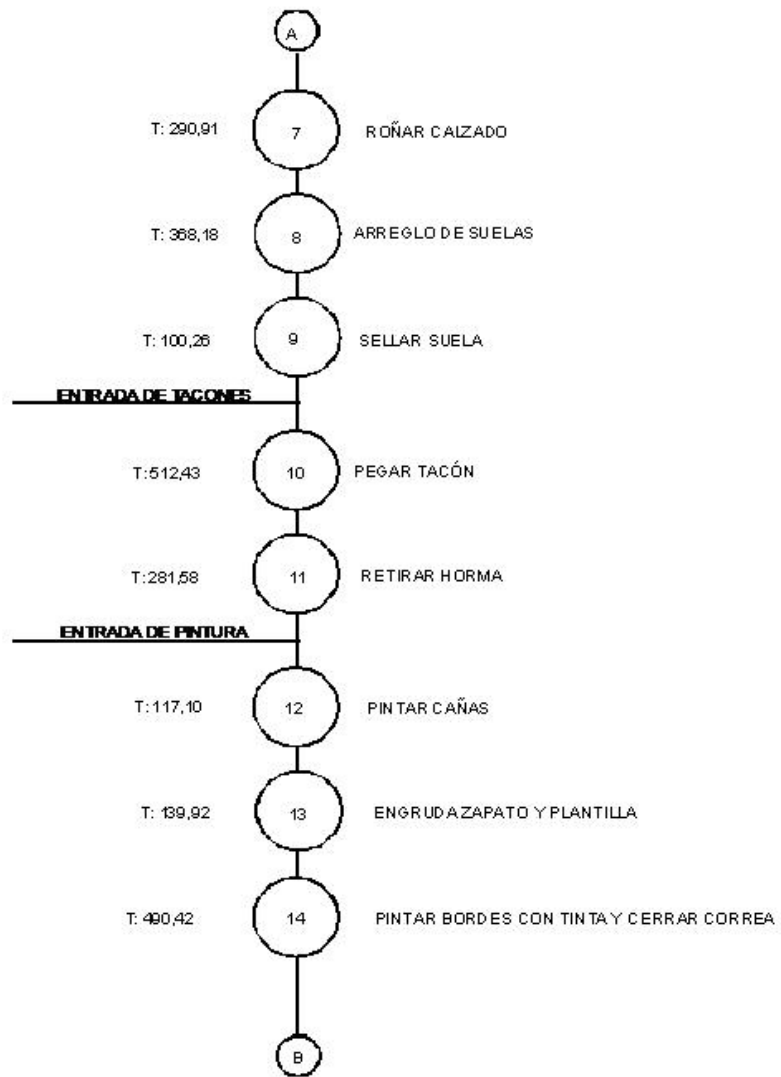 A
T: 290,91 7 ROÑAR CALZADO
T: 368,18 8 ARREGLO DE SUELAS
T: 100,26 9 SELLAR SUELA
ENTRADA DE TACONES
T:512,43 10 PEGAR TACÓN
T:281,58 11 RETIRAR HORMA
ENTRADA DE PINTURA
T:117,10 12 PINTAR CAÑAS
T: 139,92 13 ENGRUDA ZAPATO Y PLANTILLA
T: 490,42 14 PINTAR BORDES CON TINTA Y CERRAR CORREA
B